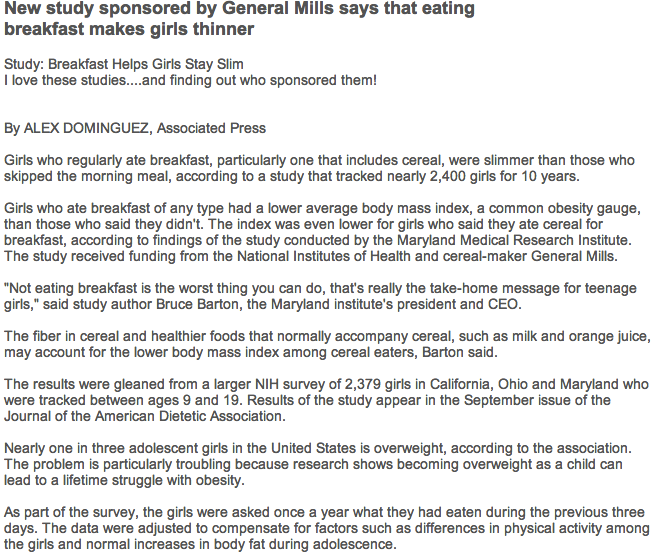 New study sponsored by General Mills says that eating
breakfast makes girls thinner
Study: Breakfast Helps Girls Stay Slim
I love these studies....and finding out who sponsored them!
By ALEX DOMINGUEZ, Associated Press
Girls who regularly ate breakfast, particularly one that includes cereal, were slimmer than those who
skipped the morning meal, according to a study that tracked nearly 2,400 girls for 10 years.
Girls who ate breakfast of any type had a lower average body mass index, a common obesity gauge,
than those who said they didn't. The index was even lower for girls who said they ate cereal for
breakfast, according to findings of the study conducted by the Maryland Medical Research Institute.
The study received funding from the National Institutes of Health and cereal-maker General Mills.
"Not eating breakfast is the worst thing you can do, that's really the take-home message for teenage
girls," said study author Bruce Barton, the Maryland institute's president and CEO.
The fiber in cereal and healthier foods that normally accompany cereal, such as milk and orange juice,
may account for the lower body mass index among cereal eaters, Barton said.
The results were gleaned from a larger NIH survey of 2,379 girls in California, Ohio and Maryland who
were tracked between ages 9 and 19. Results of the study appear in the September issue of the
Journal of the American Dietetic Association.
Nearly one in three adolescent girls in the United States is overweight, according to the association.
The problem is particularly troubling because research shows becoming overweight as a child can
lead to a lifetime struggle with obesity.
As part of the survey, the girls were asked once a year what they had eaten during the previous three
days. The data were adjusted to compensate for factors such as differences in physical activity among
the girls and normal increases in body fat during adolescence.